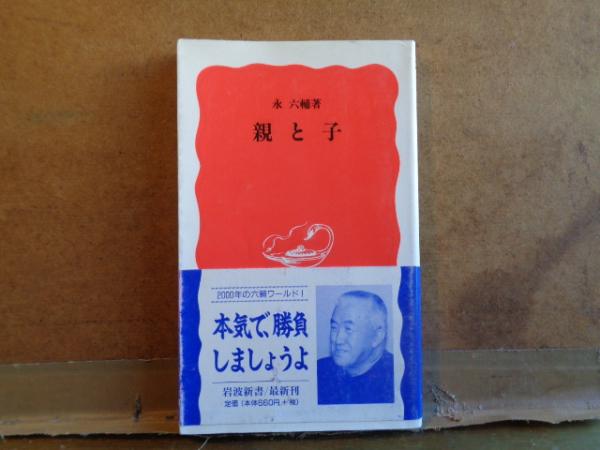 永 六輔著
親と子
2000年の六輔ワールド!
本気で、勝負
しましょうよ
岩波新書/最新刊
定価(本体660円+税)